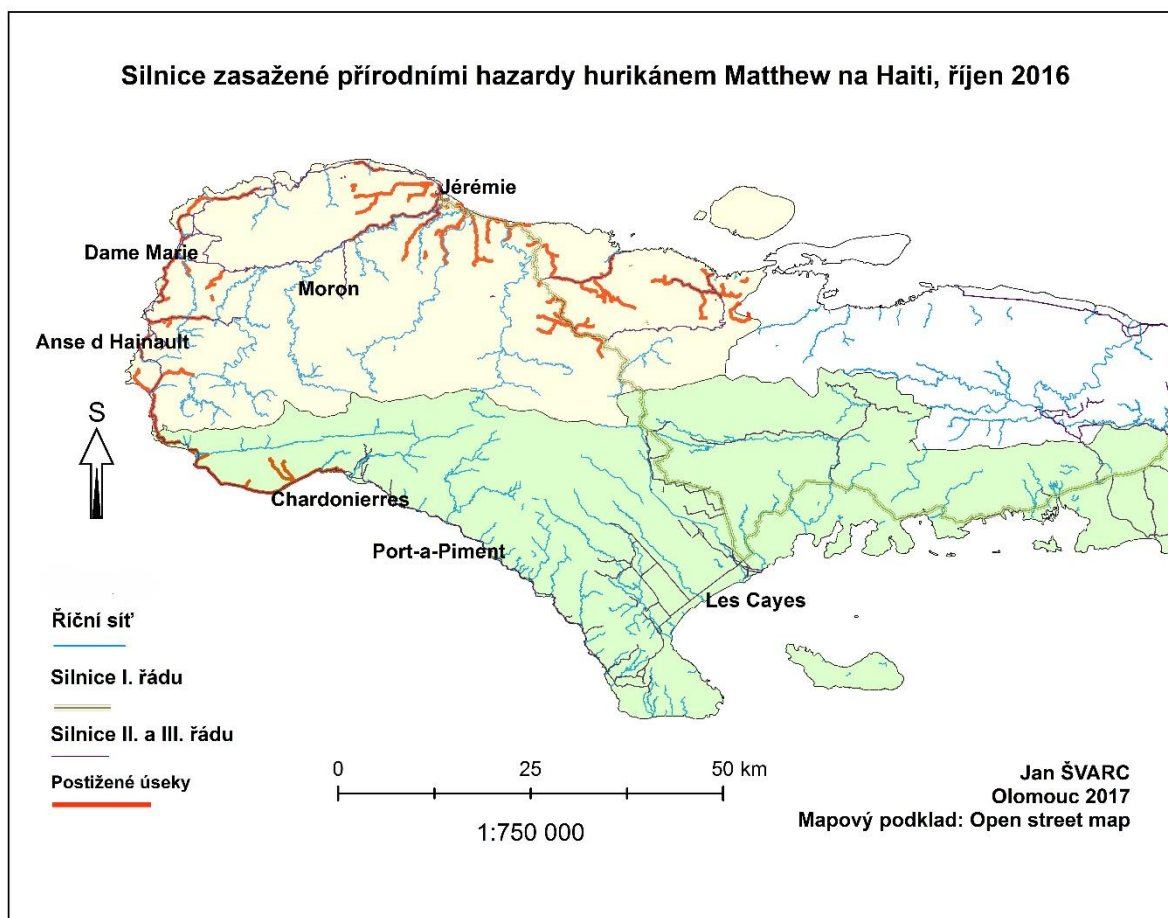 Silnice zasažené přírodními hazardy hurikánem Matthew na Haiti, říjen 2016
Jérémie
Dame Marie
Moron
Anse d Hainault
S
Chardonierres
Port-a-Piment
Les Cayes
Říční síť
Silnice I. řádu
Silnice II. a III. řádu
Postižené úseky
0 25 50 km
1:750 000
Jan ŠVARC
Olomouc 2017
Mapový podklad: Open street map